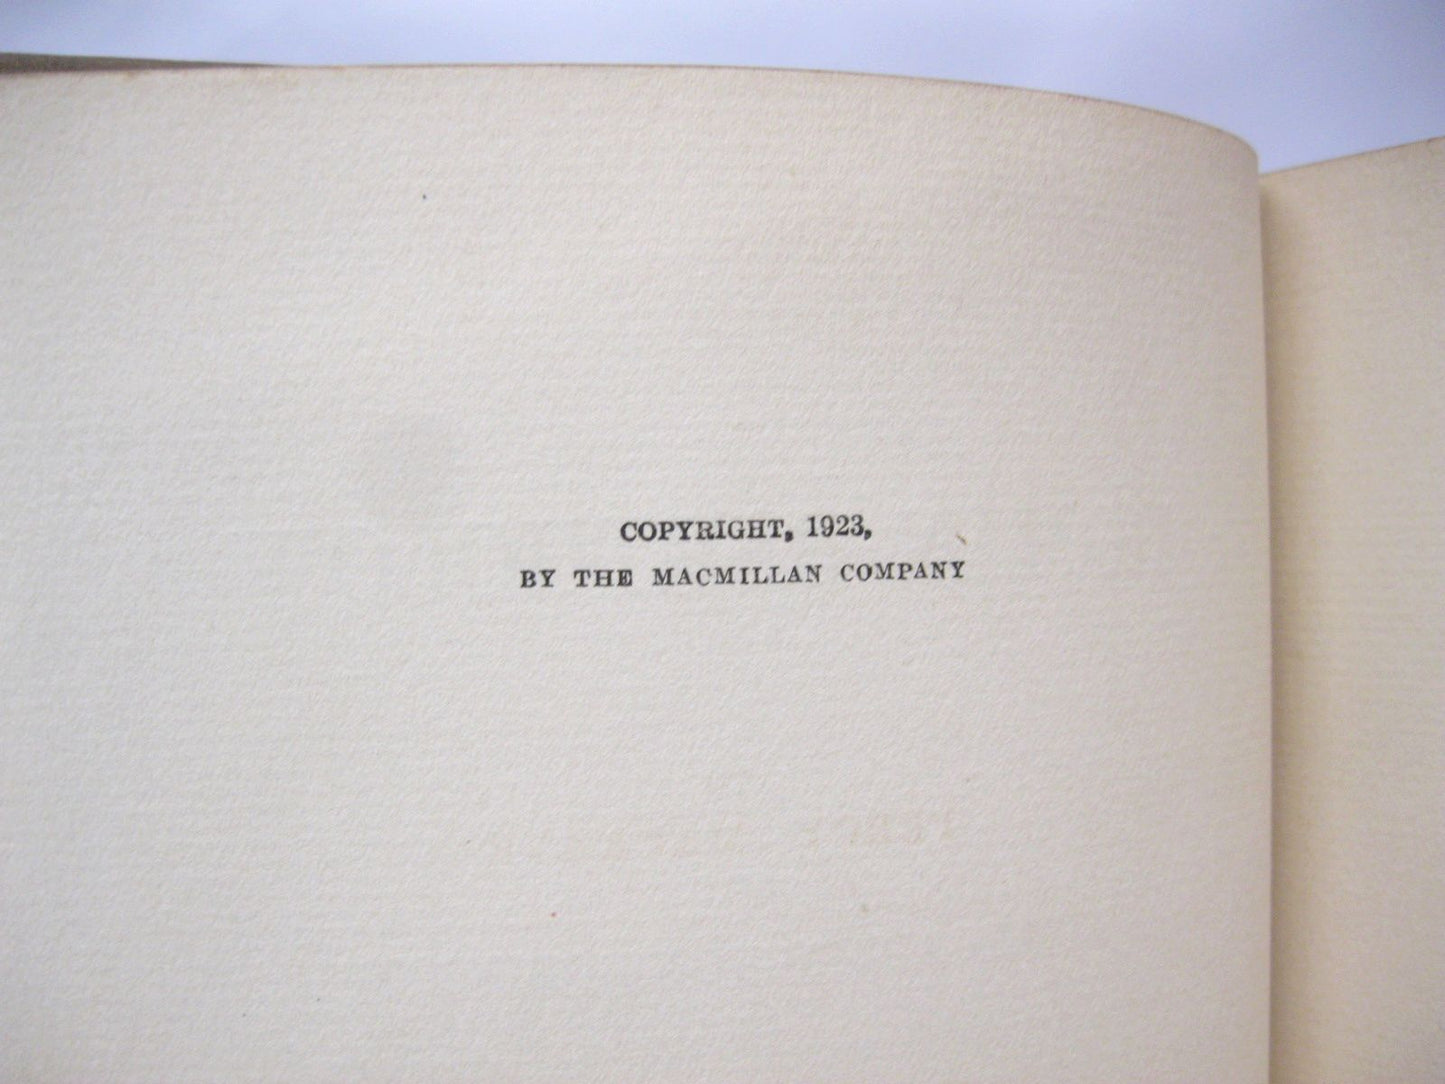 COPYRIGHT, 1923,
BY THE MACMILLAN COMPANY